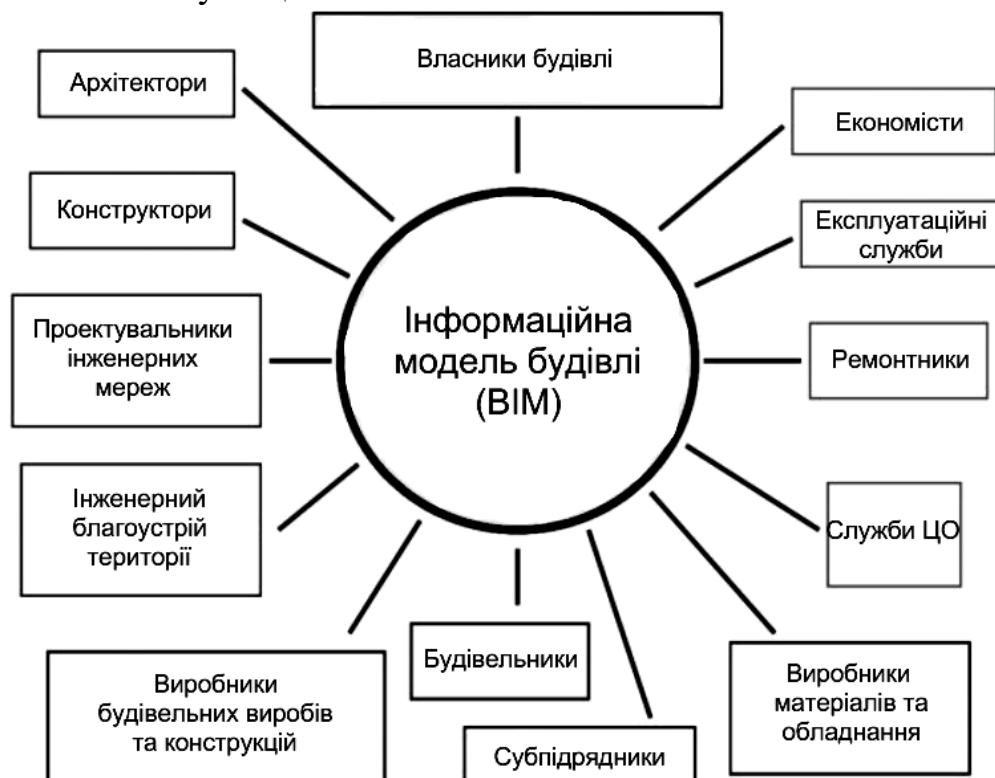 Власники будівлі
Архітектори
Економісти
Конструктори
Експлуатаційні
служби
Проектувальники
інженерних
мереж
Інформаційна
модель будівлі
(BIM)
Ремонтники
Інженерний
благоустрій
території
Служби ЦО
Виробники
будівельних виробів
та конструкцій
Будівельники
Субпідрядники
Виробники
матеріалів та
обладнання